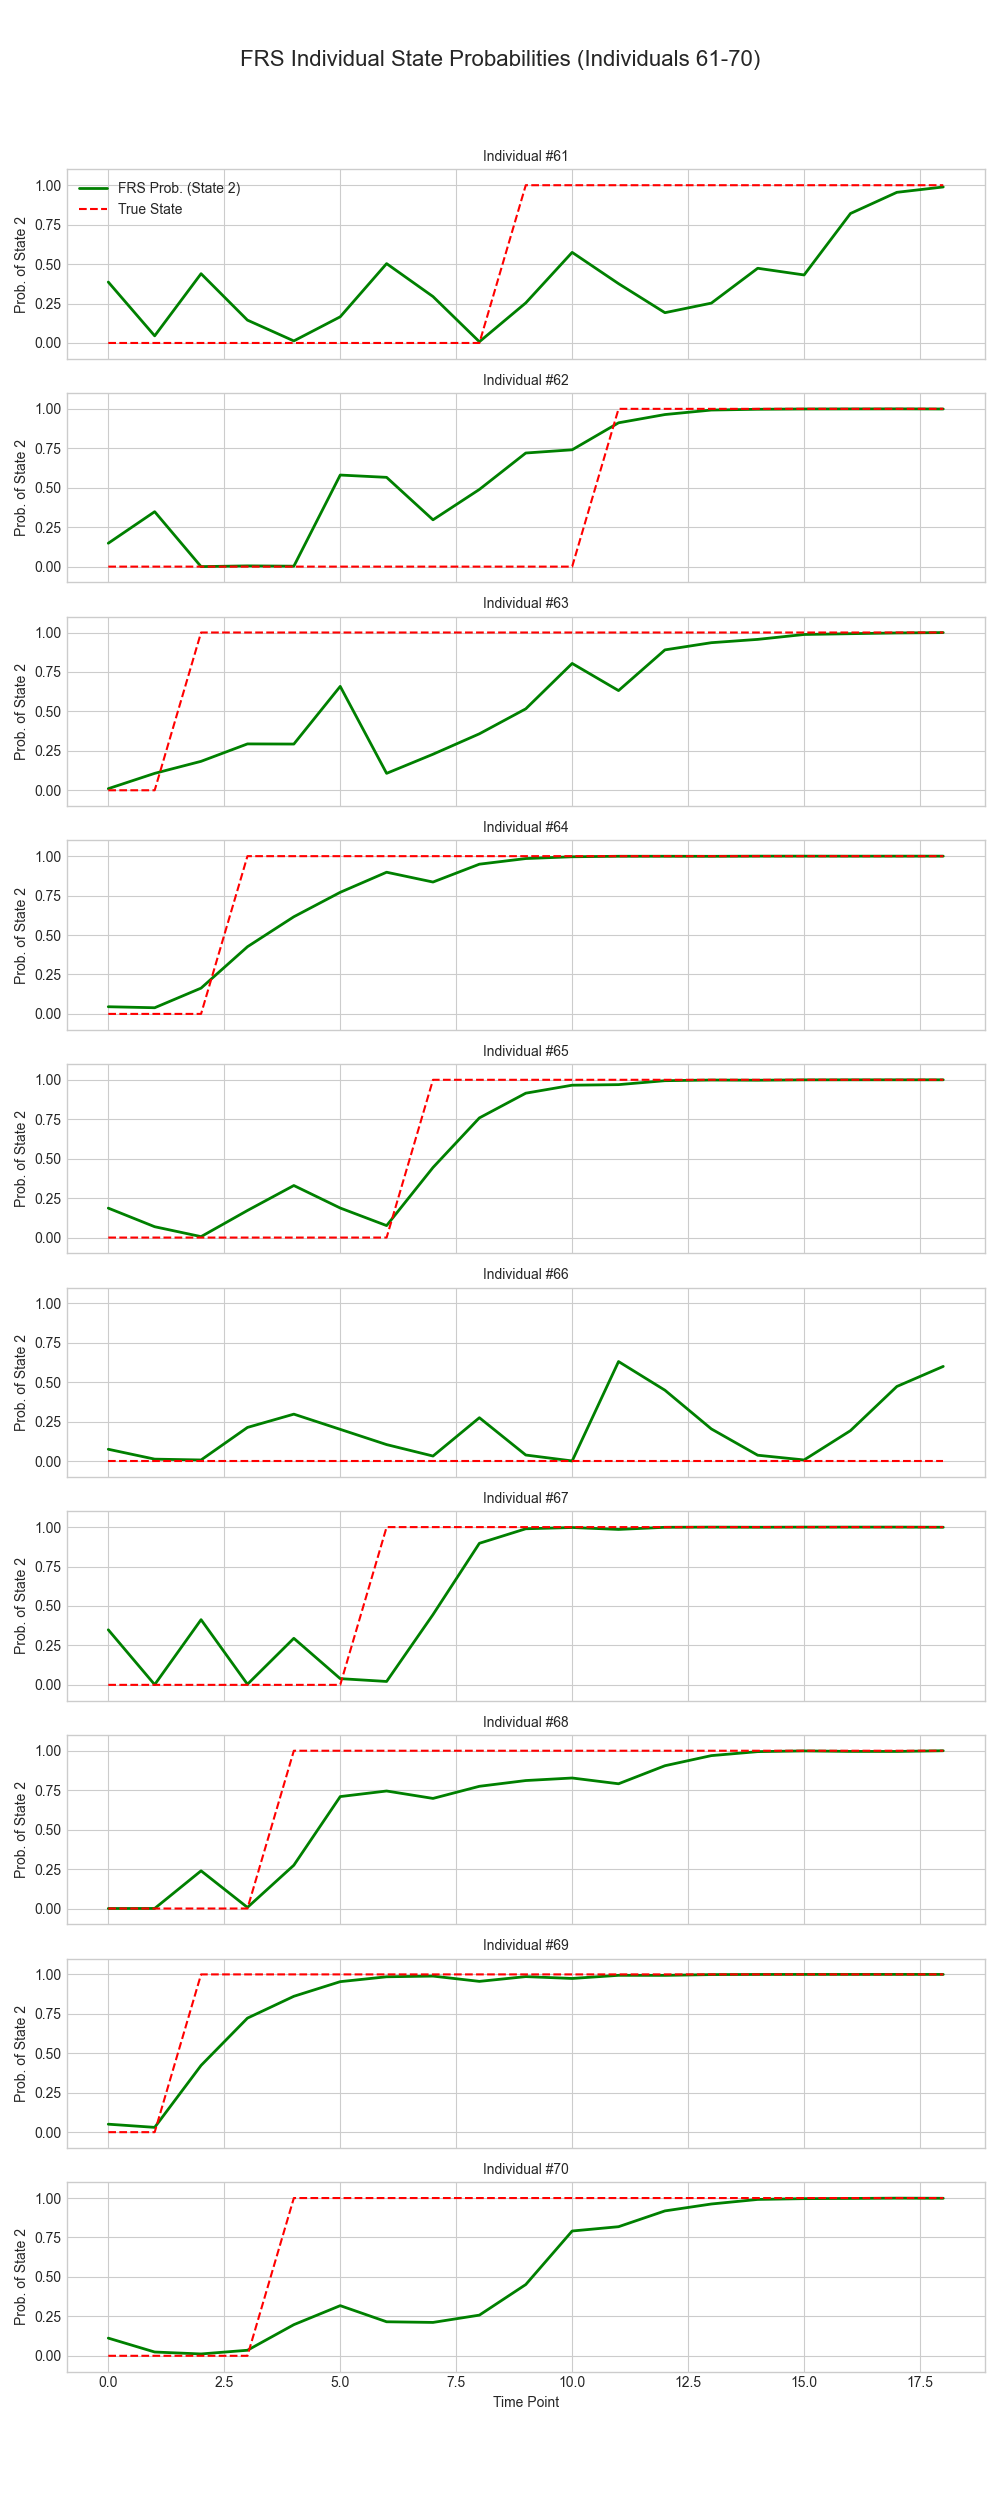 FRS Individual State Probabilities (Individuals 61-70)
Individual #61
FRS Prob. (State 2)
True State
Prob. of State 2
1.00
0.75
0.50
0.25
0.00
Individual #62
Prob. of State 2
1.00
0.75
0.50
0.25
0.00
Individual #63
Prob. of State 2
1.00
0.75
0.50
0.25
0.00
Individual #64
Prob. of State 2
1.00
0.75
0.50
0.25
0.00
Individual #65
Prob. of State 2
1.00
0.75
0.50
0.25
0.00
Individual #66
Prob. of State 2
1.00
0.75
0.50
0.25
0.00
Individual #67
Prob. of State 2
1.00
0.75
0.50
0.25
0.00
Individual #68
Prob. of State 2
1.00
0.75
0.50
0.25
0.00
Individual #69
Prob. of State 2
1.00
0.75
0.50
0.25
0.00
Individual #70
Prob. of State 2
1.00
0.75
0.50
0.25
0.00
0.0 2.5 5.0 7.5 10.0 12.5 15.0 17.5
Time Point